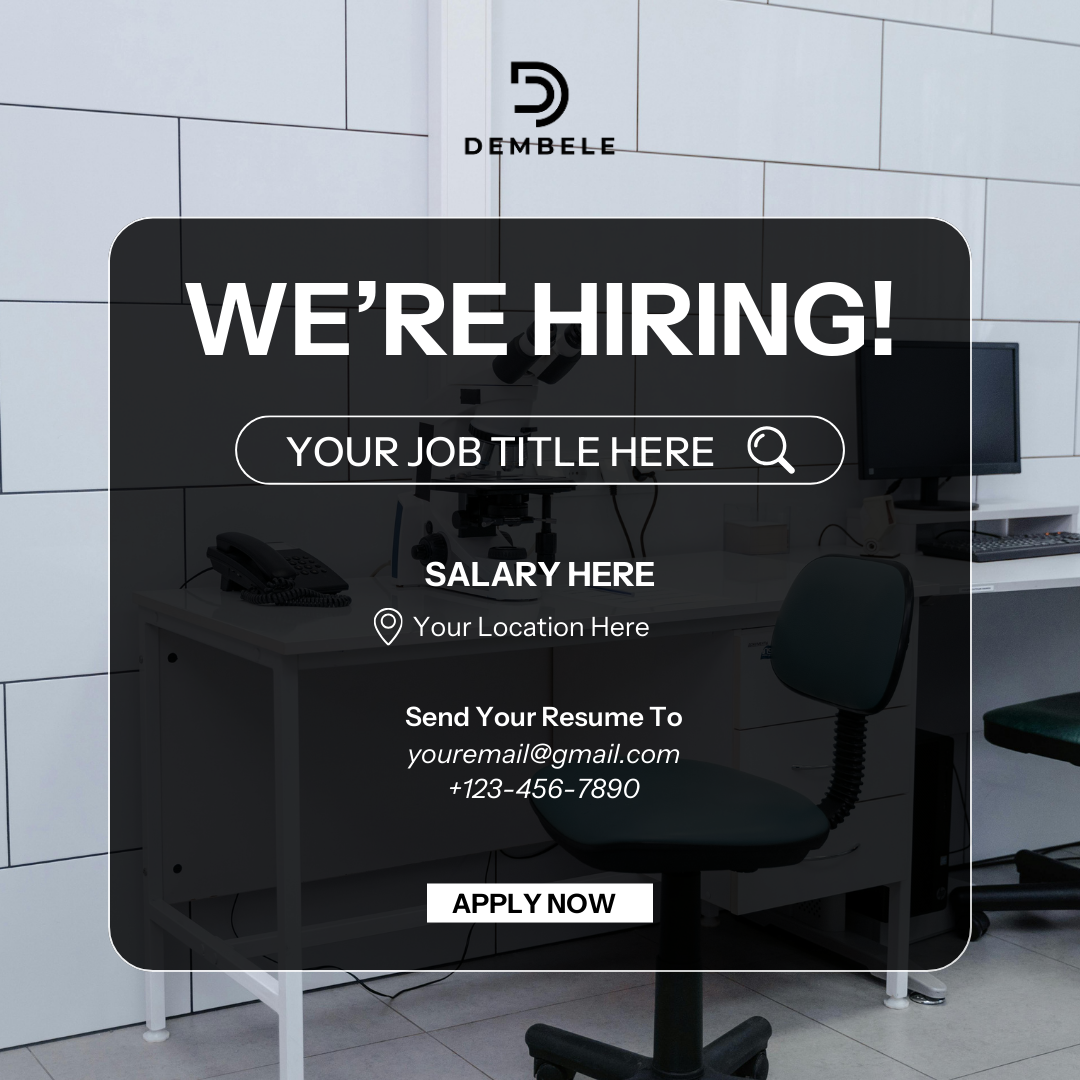 DEMBELE
WE’RE HIRING!
YOUR JOB TITLE HERE
SALARY HERE
Your Location Here
Send Your Resume To
youremail@gmail.com
+123-456-7890
APPLY NOW